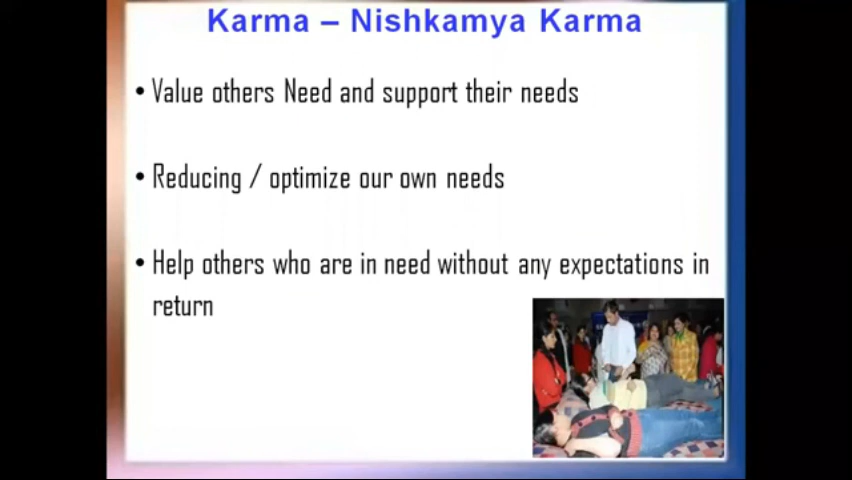 Karma – Nishkamya Karma
• Value others Need and support their needs
• Reducing / optimize our own needs
• Help others who are in need without any expectations in
return